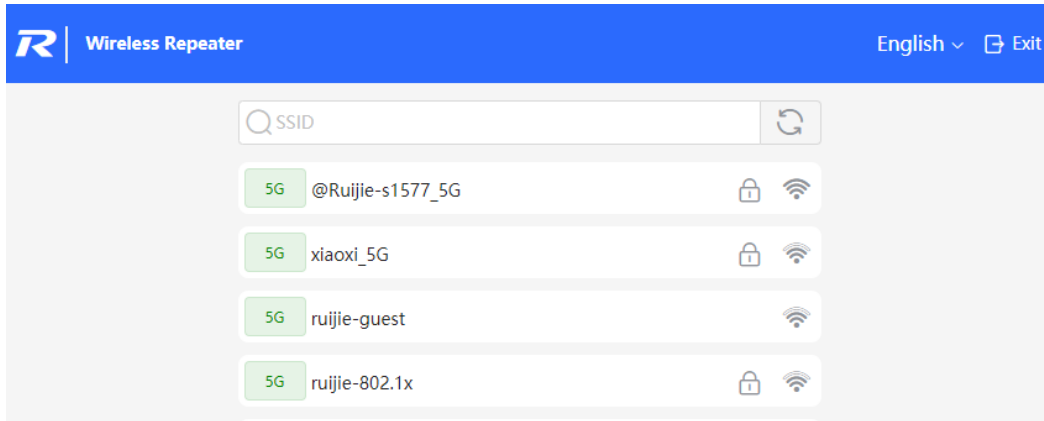 R Wireless Repeater English Exit
SSID
5G @Ruijie-s1577_5G
5G xiaoxi_5G
5G ruijie-guest
5G ruijie-802.1x